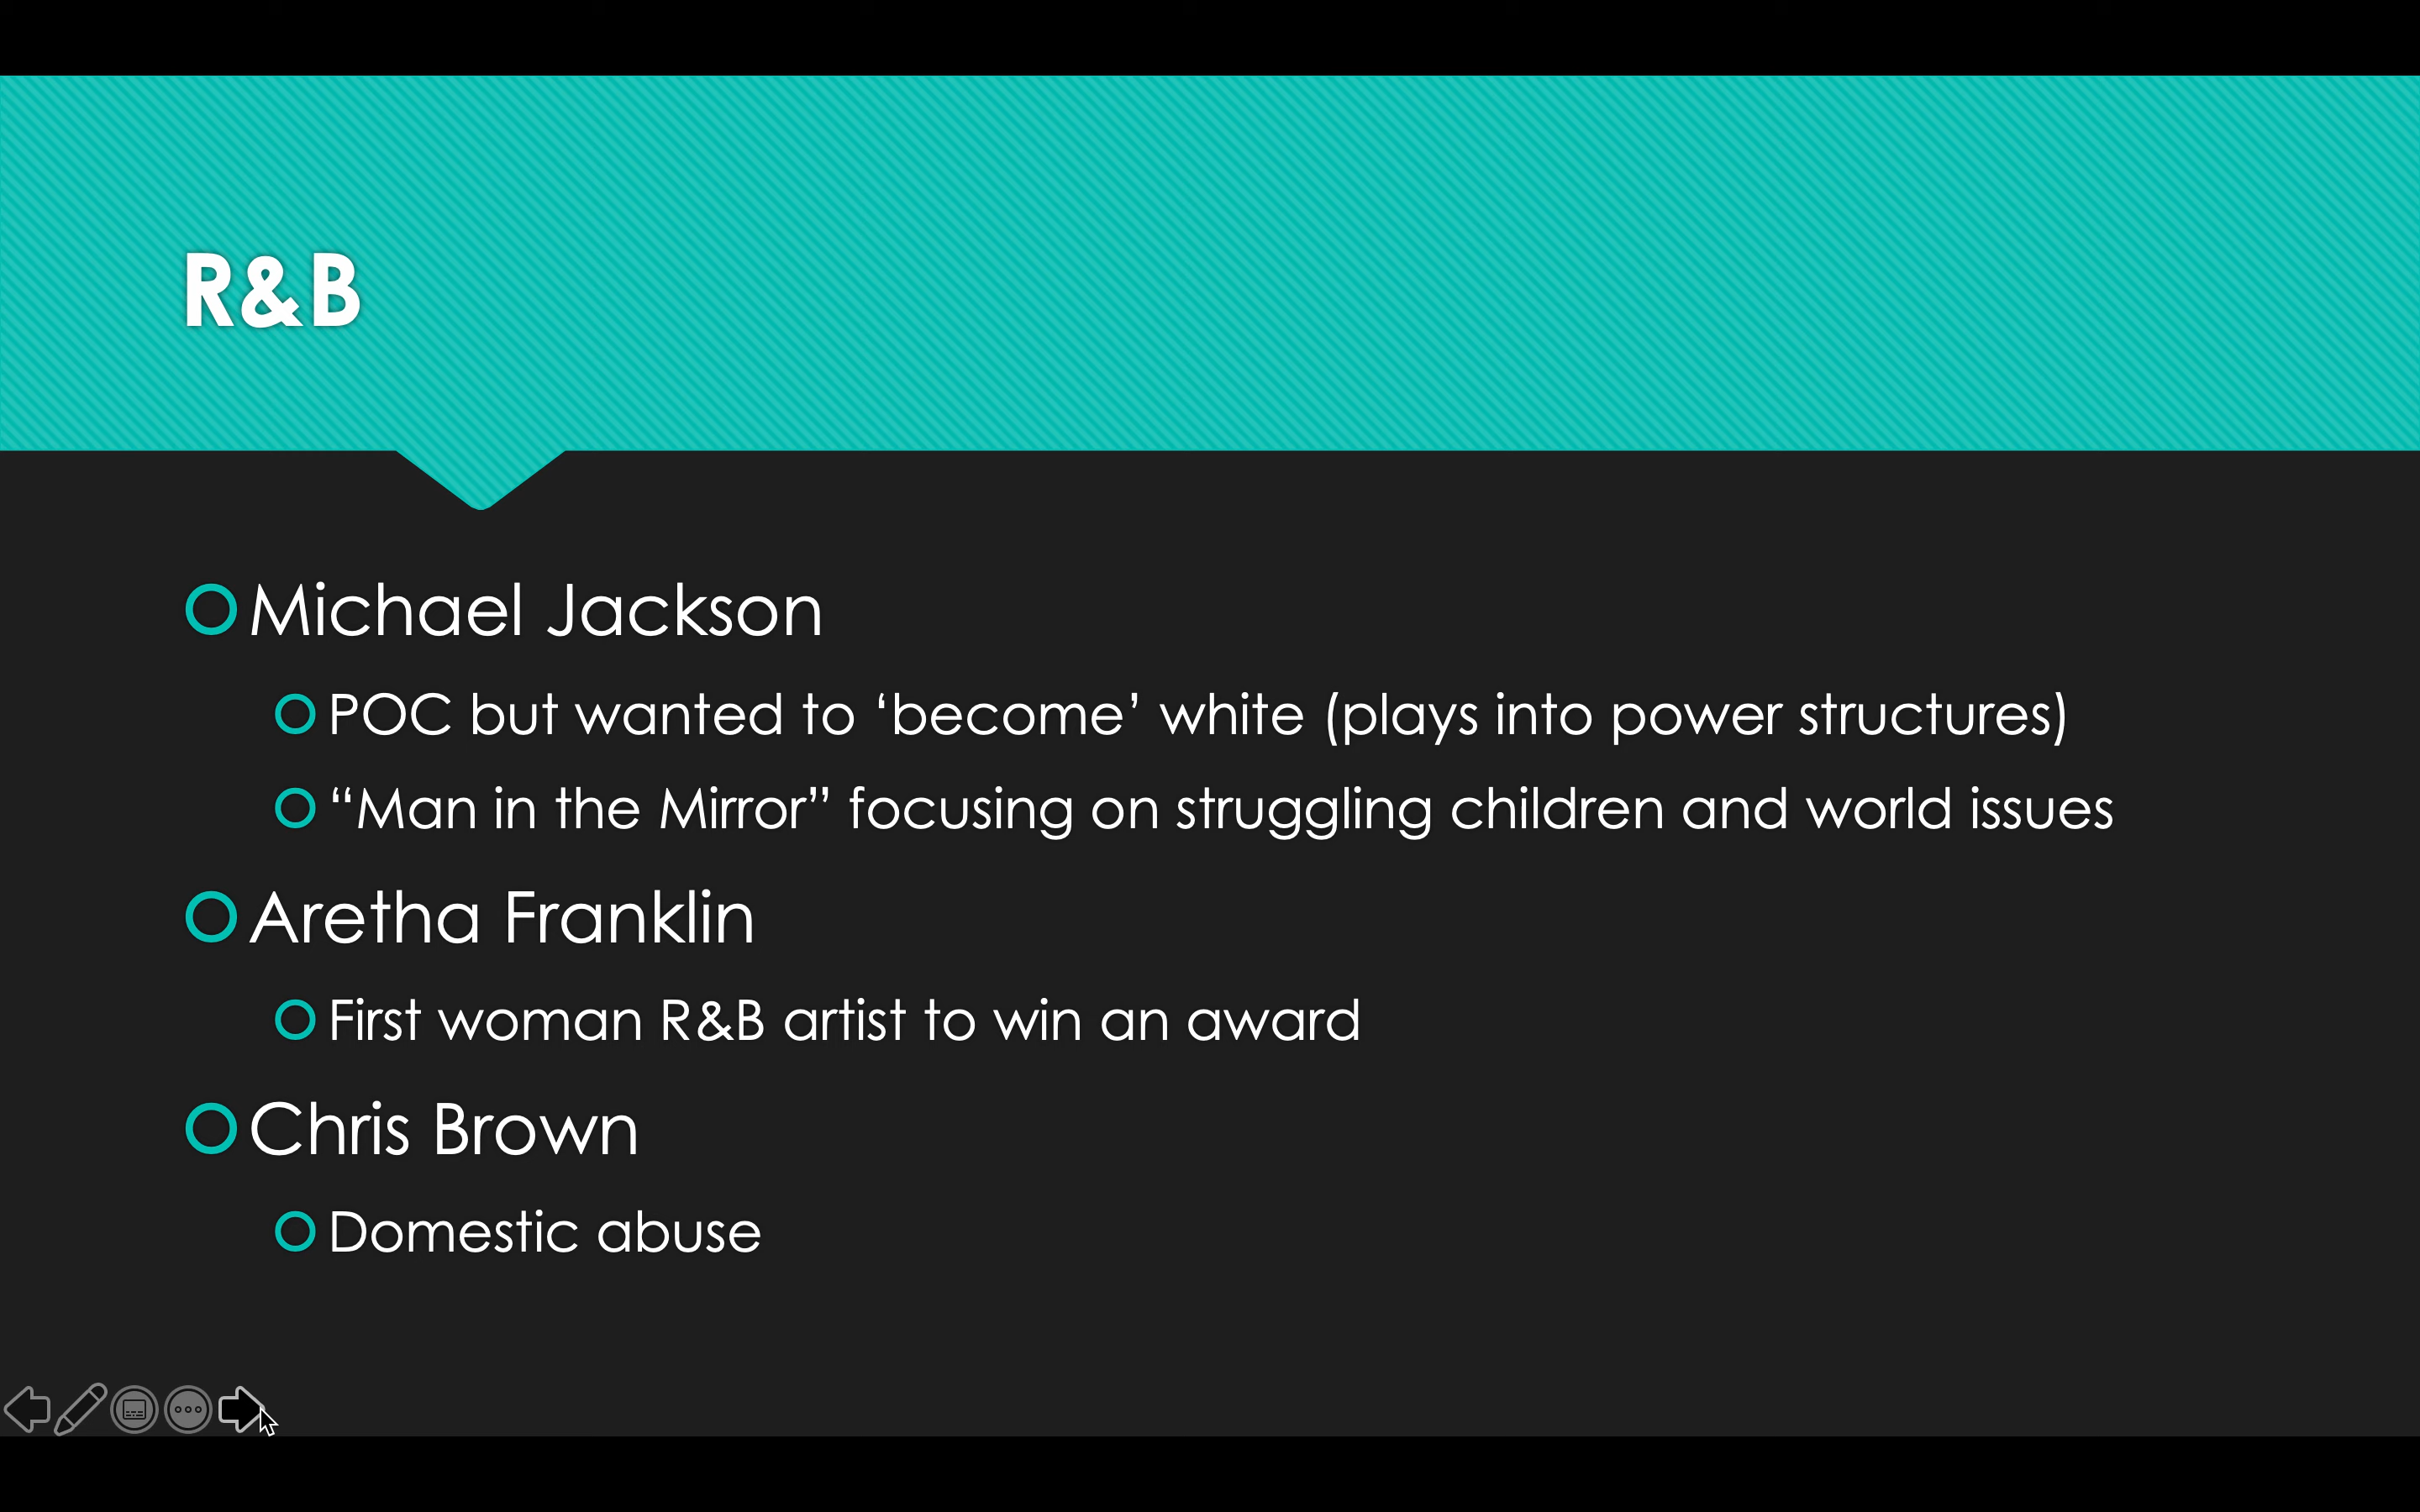 R&B
Michael Jackson
POC but wanted to ‘become’ white (plays into power structures)
“Man in the Mirror” focusing on struggling children and world issues
Aretha Franklin
First woman R&B artist to win an award
Chris Brown
Domestic abuse